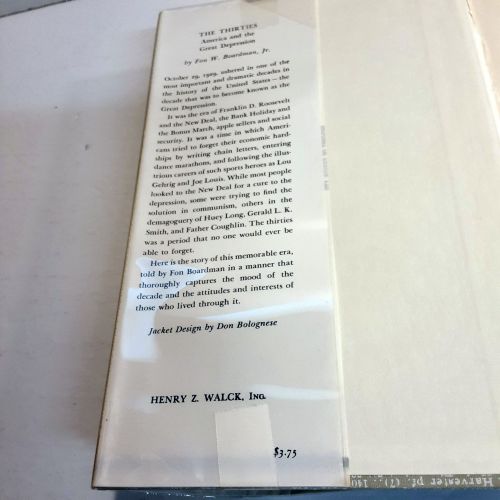 THE THIRTIES
America and the
Great Depression
by Fon W. Boardman, Jr.
October 29, 1929, ushered in one of the
most important and dramatic decades in
the history of the United States—the
decade that was to become known as the
Great Depression.
It was the era of Franklin D. Roosevelt
and the New Deal, the Bank Holiday and
the Bonus March, apple sellers and social
security. It was a time in which Ameri-
cans tried to forget their economic hard-
ships by writing chain letters, entering
dance marathons, and following the illus-
trious careers of such sports heroes as Lou
Gehrig and Joe Louis. While most people
looked to the New Deal for a cure to the
depression, some were trying to find the
solution in communism, others in the
demagoguery of Huey Long, Gerald L. K.
Smith, and Father Coughlin. The thirties
was a period that no one would ever be
able to forget.
Here is the story of this memorable era,
told by Fon Boardman in a manner that
thoroughly captures the mood of the
decade and the attitudes and interests of
those who lived through it.
Jacket Design by Don Bolognese
HENRY Z. WALCK, INC.
$3.75
Harvester pf. (7), 140